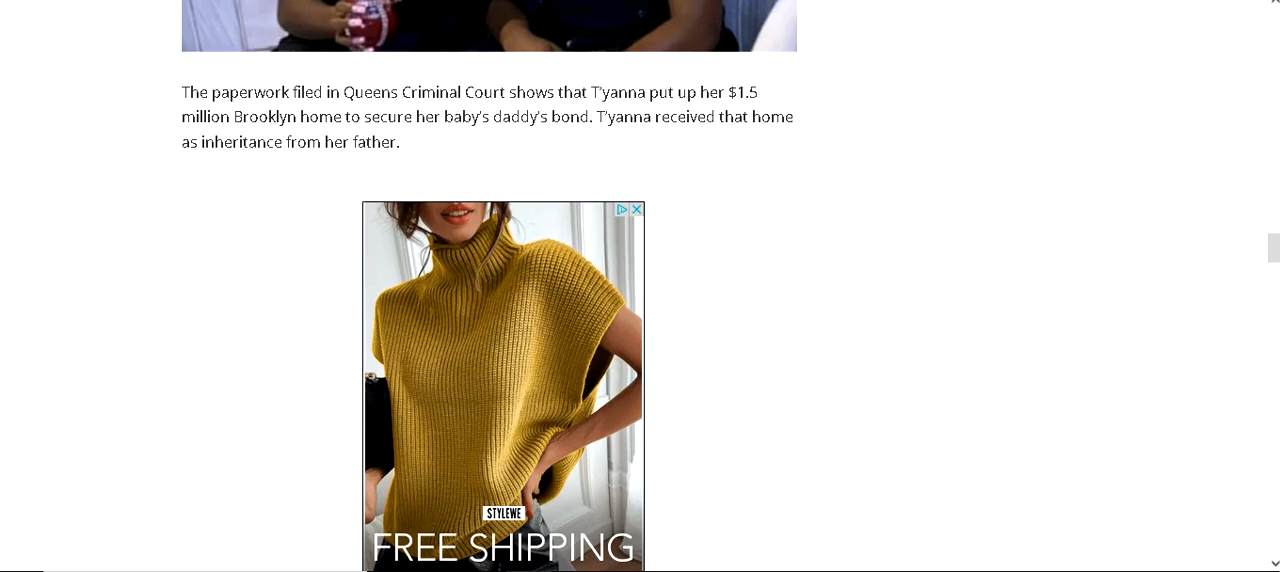 The paperwork filed in Queens Criminal Court shows that T'yanna put up her $1.5
million Brooklyn home to secure her baby's daddy's bond. T'yanna received that home
as inheritance from her father.
STYLEWE
FREE SHIPPING